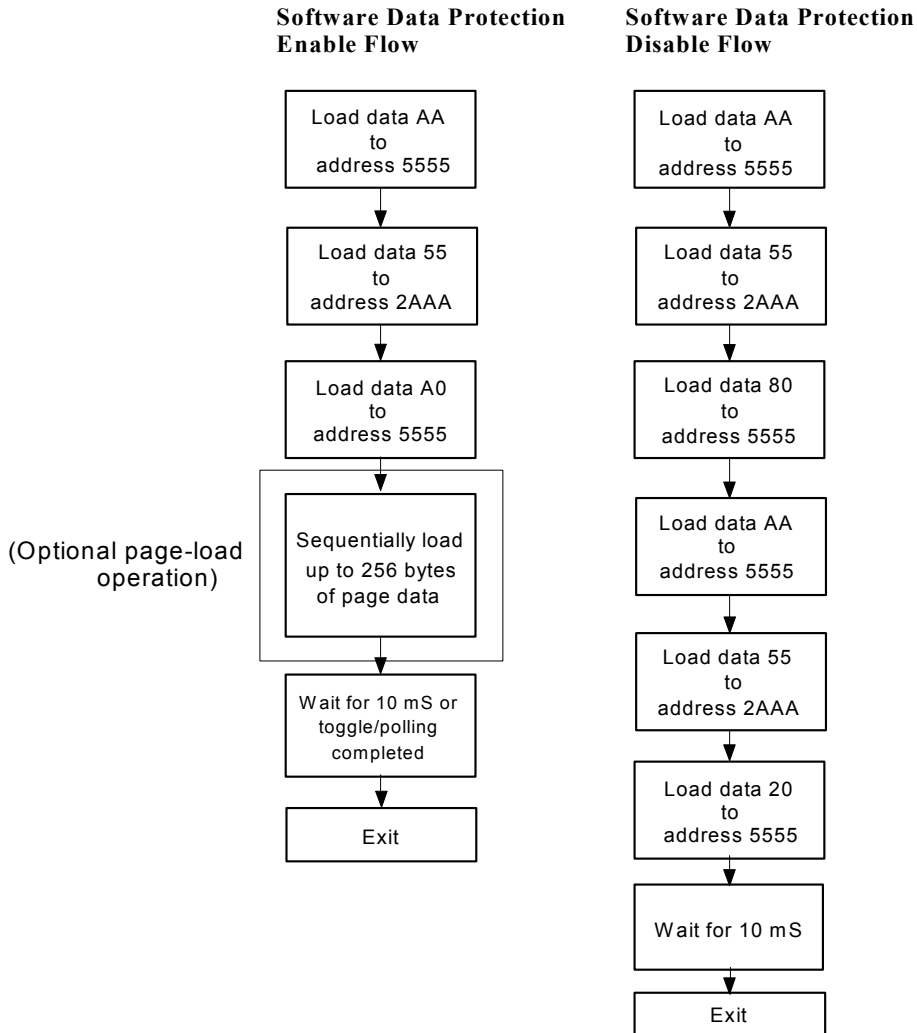 Software Data Protection
Enable Flow
Load data AA
to
address 5555
Load data 55
to
address 2AAA
Load data A0
to
address 5555
(Optional page-load
operation)
Sequentially load
up to 256 bytes
of page data
Wait for 10 mS or
toggle/polling
completed
Exit
Software Data Protection
Disable Flow
Load data AA
to
address 5555
Load data 55
to
address 2AAA
Load data 80
to
address 5555
Load data AA
to
address 5555
Load data 55
to
address 2AAA
Load data 20
to
address 5555
Wait for 10 mS
Exit